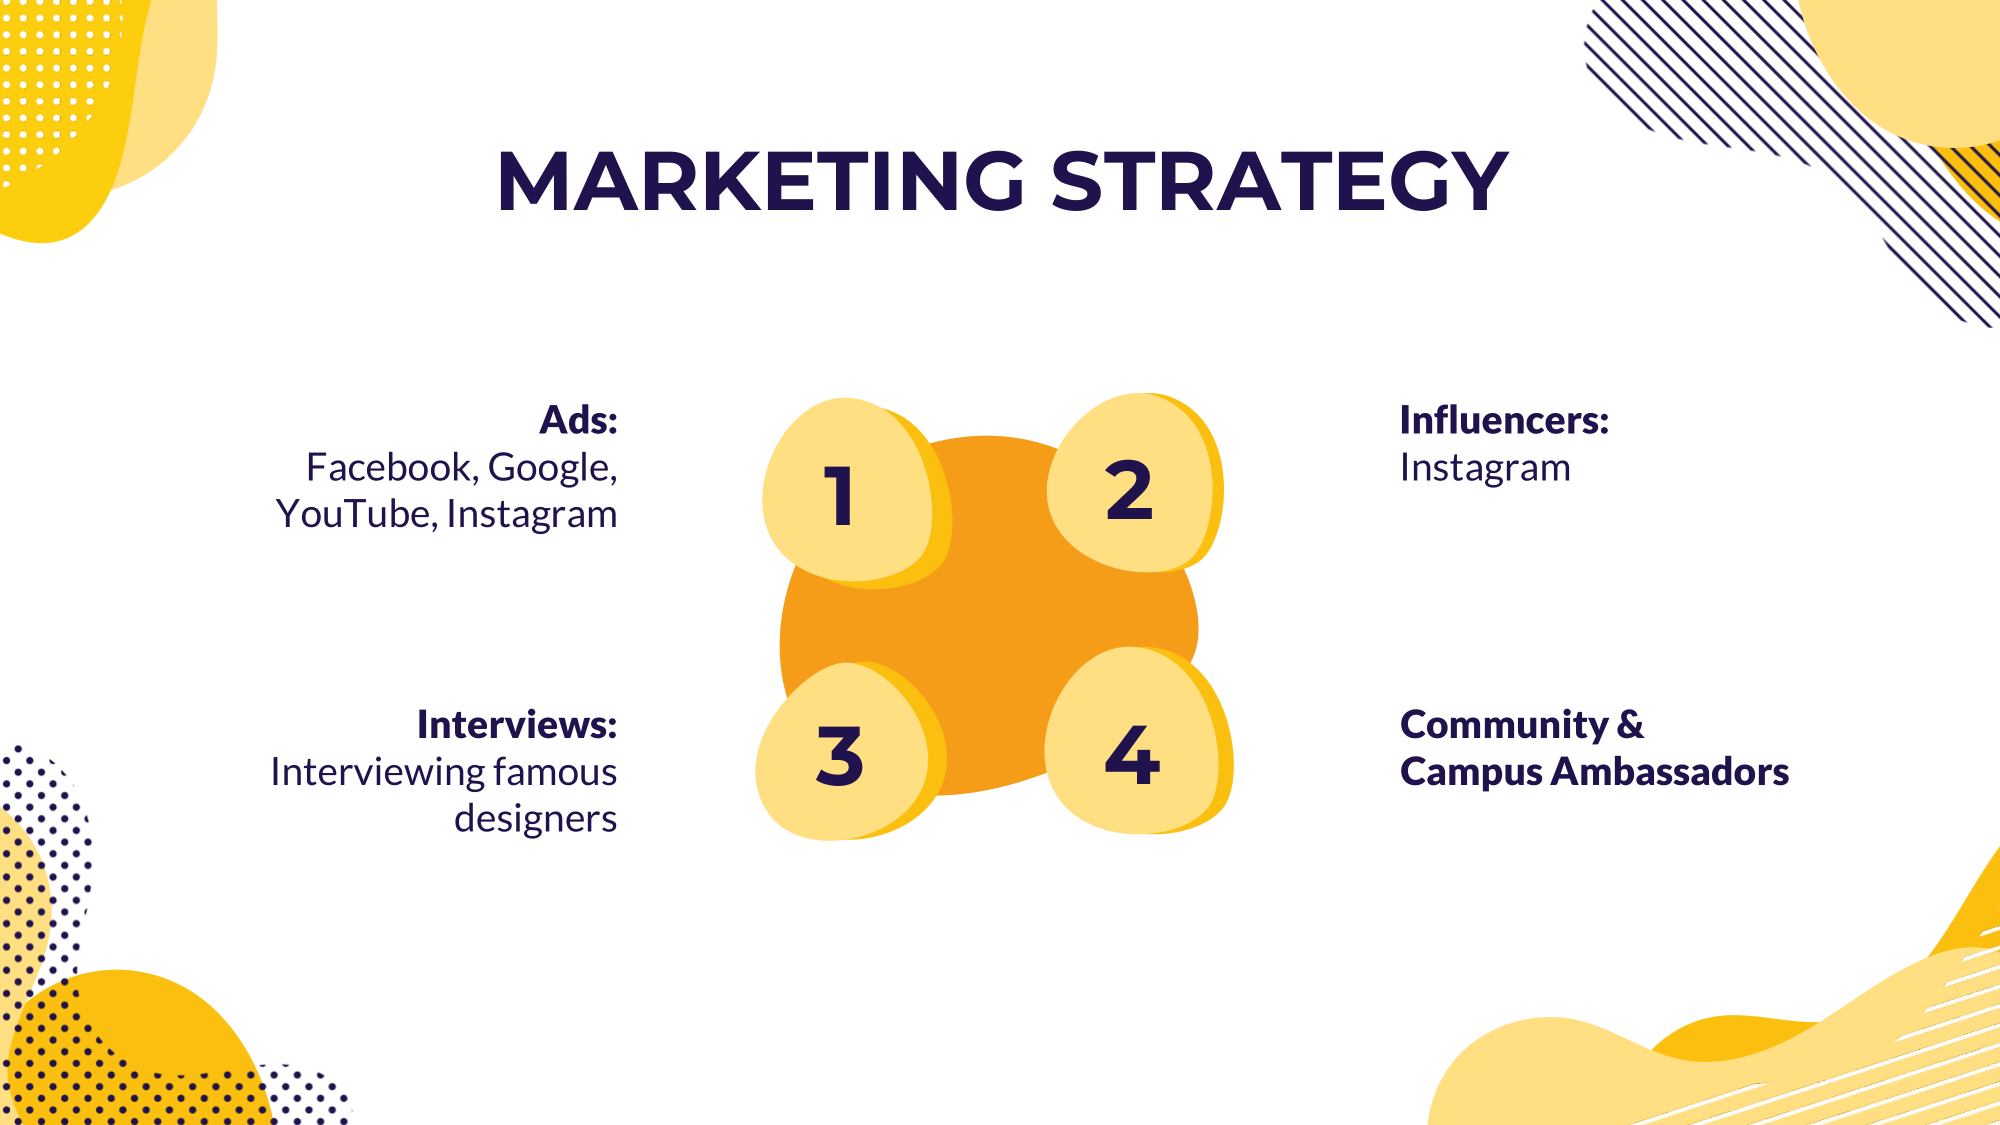 MARKETING STRATEGY
Ads:
Facebook, Google,
YouTube, Instagram
1
2
Influencers:
Instagram
Interviews:
Interviewing famous
designers
3
4
Community &
Campus Ambassadors